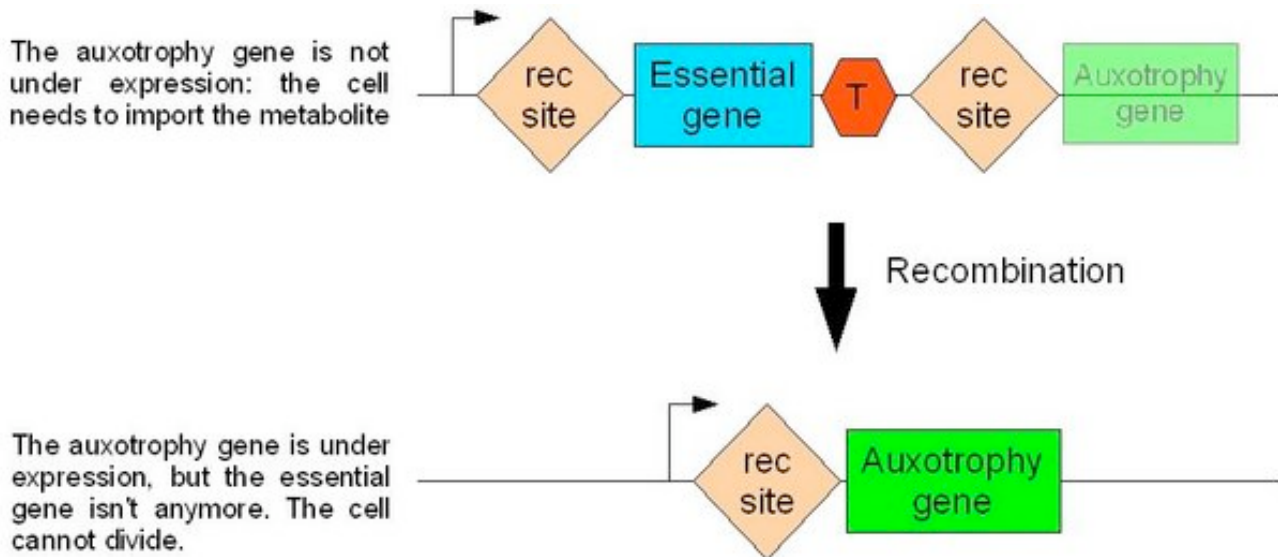 The auxotrophy gene is not
under expression: the cell
needs to import the metabolite
rec
site
Essential
gene
T
rec
site
Auxotrophy
gene
Recombination
The auxotrophy gene is under
expression, but the essential
gene isn't anymore. The cell
cannot divide.
rec
site
Auxotrophy
gene